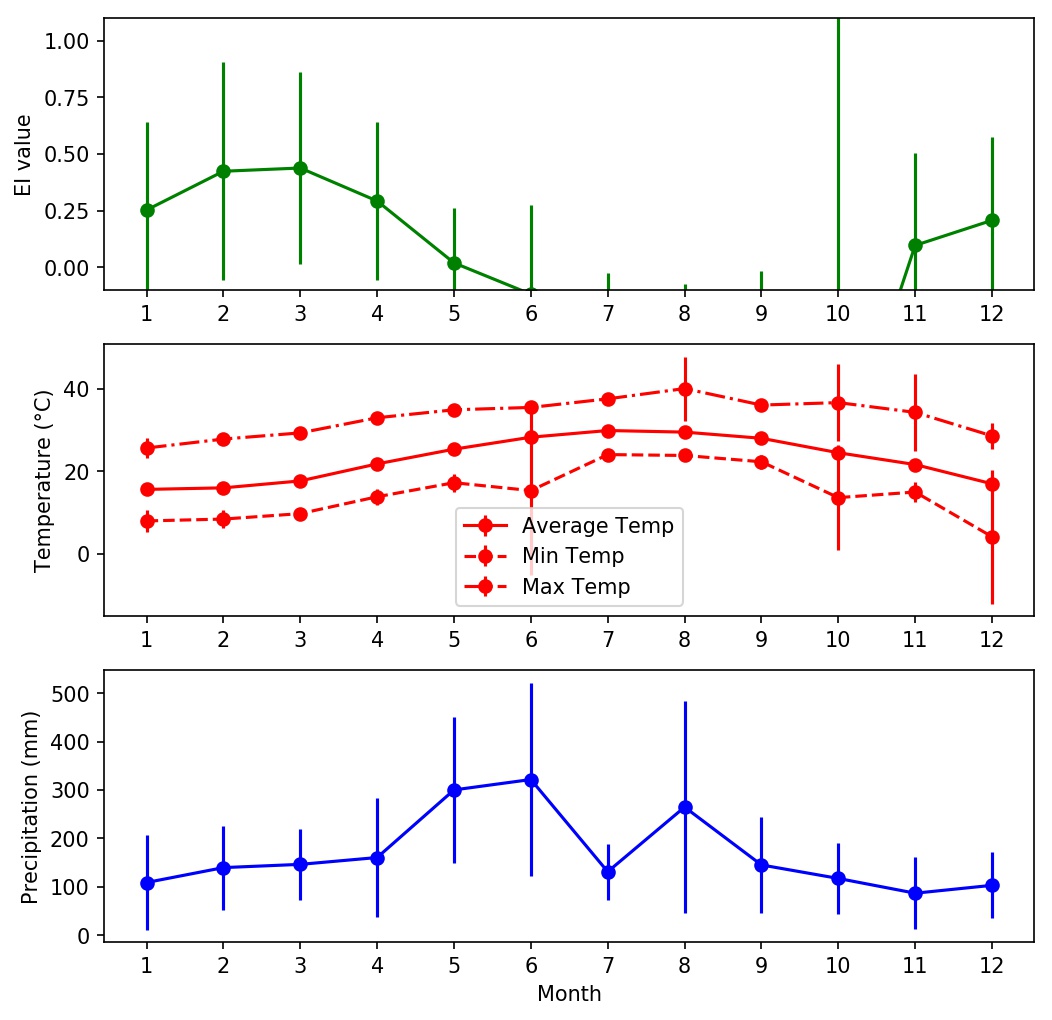 1.00
0.75
0.50
0.25
0.00
EI value
1 2 3 4 5 6 7 8 9 10 11 12
40
20
0
Temperature (°C)
Average Temp
Min Temp
Max Temp
1 2 3 4 5 6 7 8 9 10 11 12
500
400
300
200
100
0
Precipitation (mm)
1 2 3 4 5 6 7 8 9 10 11 12
Month